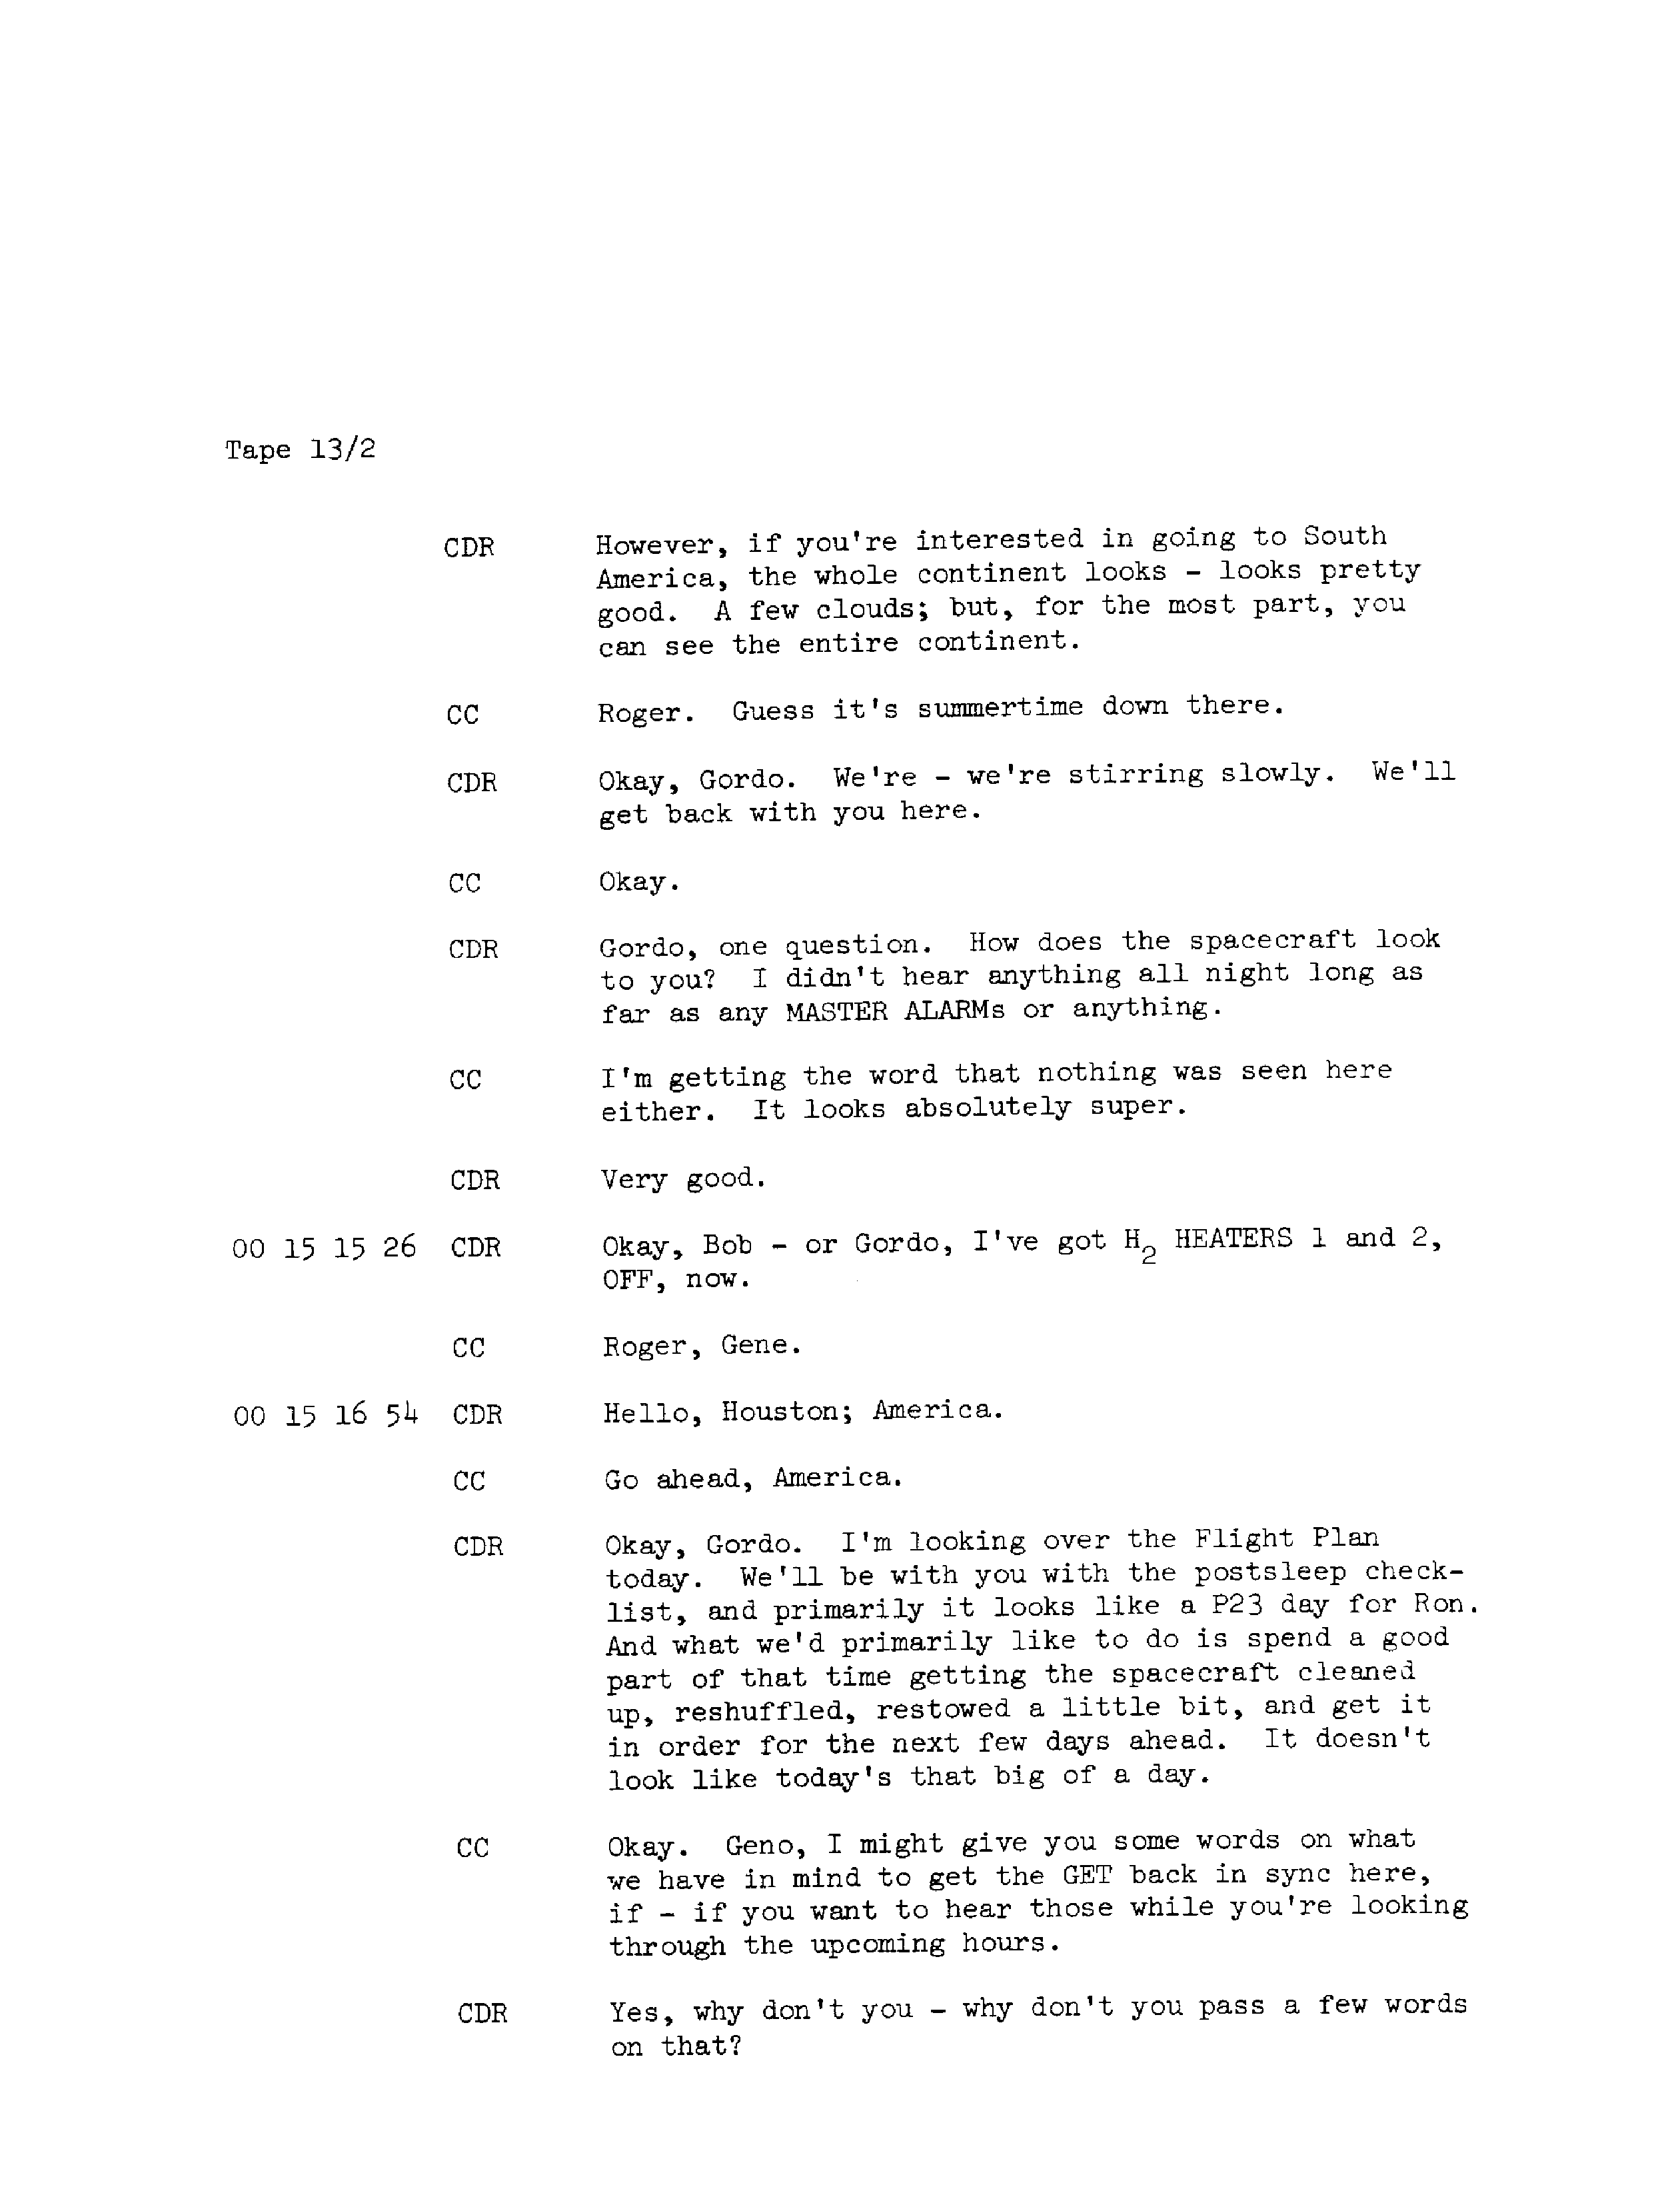 Tape 13/2
CDR However, if you're interested in going to South
America, the whole continent looks - looks pretty
good. A few clouds; but, for the most part, you
can see the entire continent.
CC Roger. Guess it's summertime down there.
CDR Okay, Gordo. We're - we're stirring slowly. We'll
get back with you here.
CC Okay.
CDR Gordo, one question. How does the spacecraft look
to you? I didn't hear anything all night long as
far as any MASTER ALARMs or anything.
CC I'm getting the word that nothing was seen here
either. It looks absolutely super.
CDR Very good.
00 15 15 26 CDR Okay, Bob - or Gordo, I've got H2 HEATERS 1 and 2,
OFF, now.
CC Roger, Gene.
00 15 16 54 CDR Hello, Houston; America.
CC Go ahead, America.
CDR Okay, Gordo. I'm looking over the Flight Plan
today. We'll be with you with the postsleep check-
list, and primarily it looks like a P23 day for Ron.
And what we'd primarily like to do is spend a good
part of that time getting the spacecraft cleaned
up, reshuffled, restowed a little bit, and get it
in order for the next few days ahead. It doesn't
look like today's that big of a day.
CC Okay. Geno, I might give you some words on what
we have in mind to get the GET back in sync here,
if - if you want to hear those while you're looking
through the upcoming hours.
CDR Yes, why don't you - why don't you pass a few words
on that?